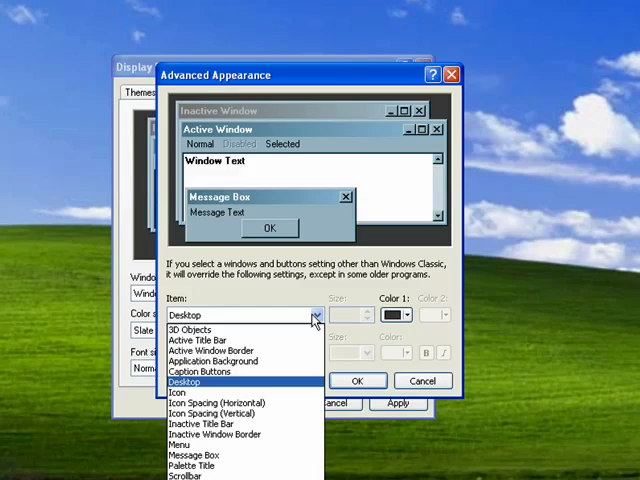 Display
Advanced Appearance
Themes
Inactive Window
Active Window
Normal Disabled Selected
Window Text
Message Box
Message Text
OK
If you select a windows and buttons setting other than Windows Classic,
it will override the following settings, except in some older programs.
Item: Size: Color 1: Color 2:
Desktop
Size: Color:
B I
OK Cancel
3D Objects
Active Title Bar
Active Window Border
Application Background
Caption Buttons
Desktop
Icon
Icon Spacing (Horizontal)
Icon Spacing (Vertical)
Inactive Title Bar
Inactive Window Border
Menu
Message Box
Palette Title
Scrollbar
Windo
Windo
Color s
Slate
Font si
Norm
Cancel Apply